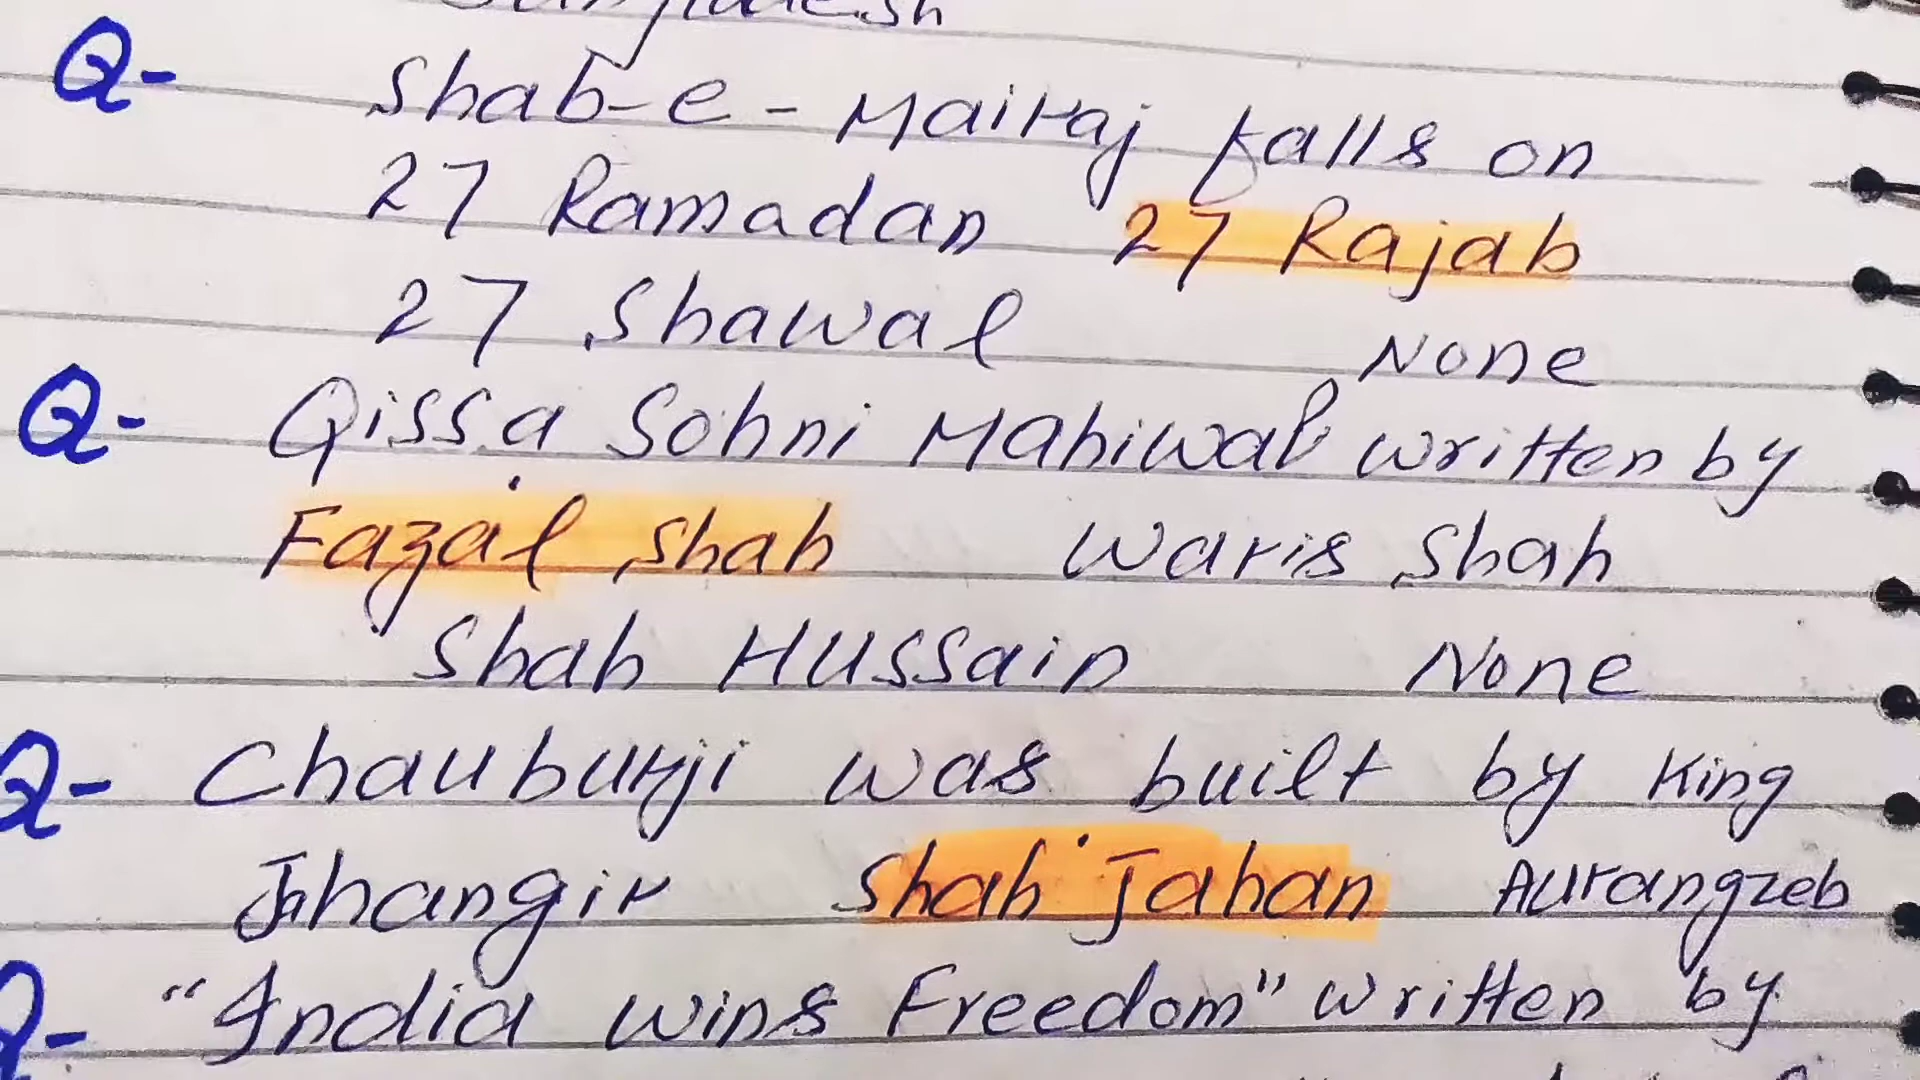 Bangladesh
Q- Shab-e-Mairaj falls on
27 Ramadan 27 Rajab
27 Shawal None
Q- Qissa Sohni Mahiwal written by
Fazal Shah Waris Shah
Shah Hussain None
Q- Chauburji was built by King
Jhangir Shah Jahan Aurangzeb
Q- "India wins Freedom" written by